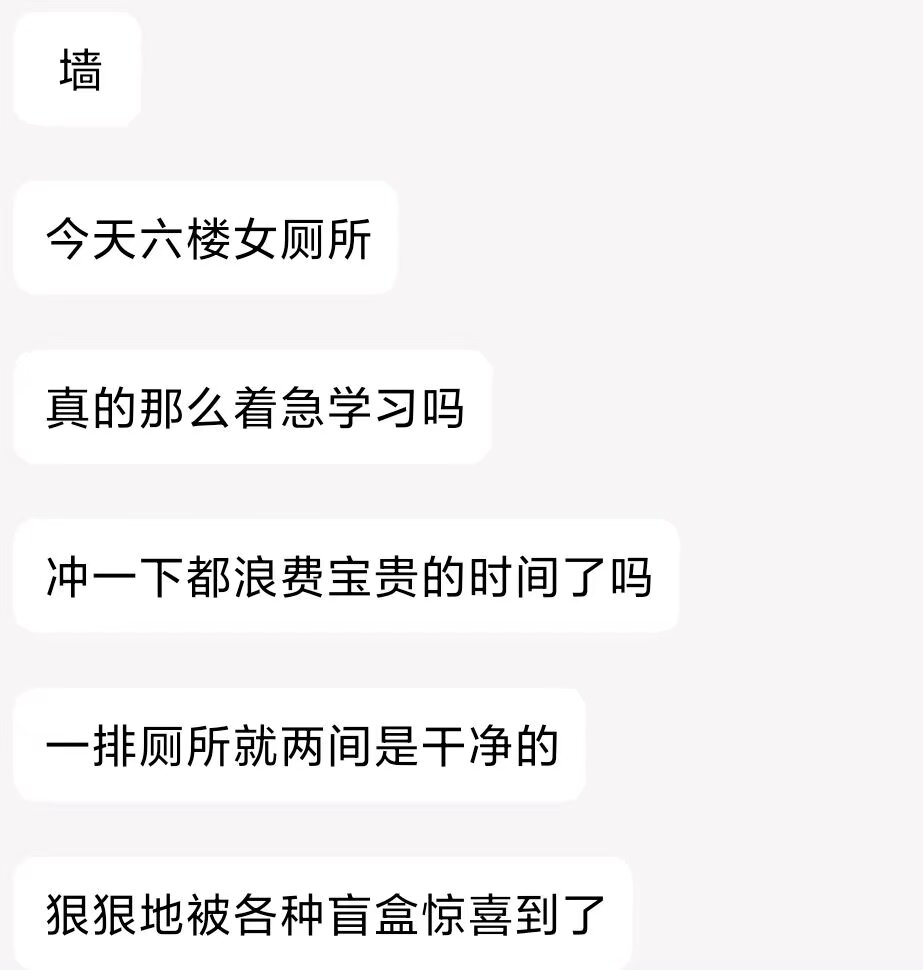 墙
今天六楼女厕所
真的那么着急学习吗
冲一下都浪费宝贵的时间了吗
一排厕所就两间是干净的
狠狠地被各种盲盒惊喜到了